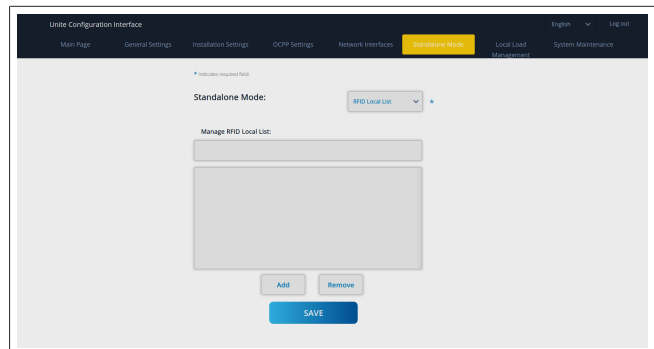 Unite Configuration Interface
English
Log out
Main Page
General Settings
Installation Settings
OCPP Settings
Network Interfaces
Standalone Mode
Local Load
Management
System Maintenance
* Indicates required field.
Standalone Mode:
RFID Local List
*
Manage RFID Local List:
Add
Remove
SAVE